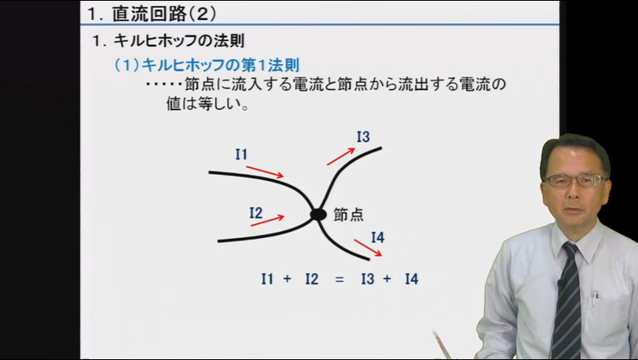 1. 直流回路(2)
1. キルヒホッフの法則
(1)キルヒホッフの第1法則
・・・・・節点に流入する電流と節点から流出する電流の
値は等しい。
I3
I1
I2
節点
I4
I1 + I2 = I3 + I4